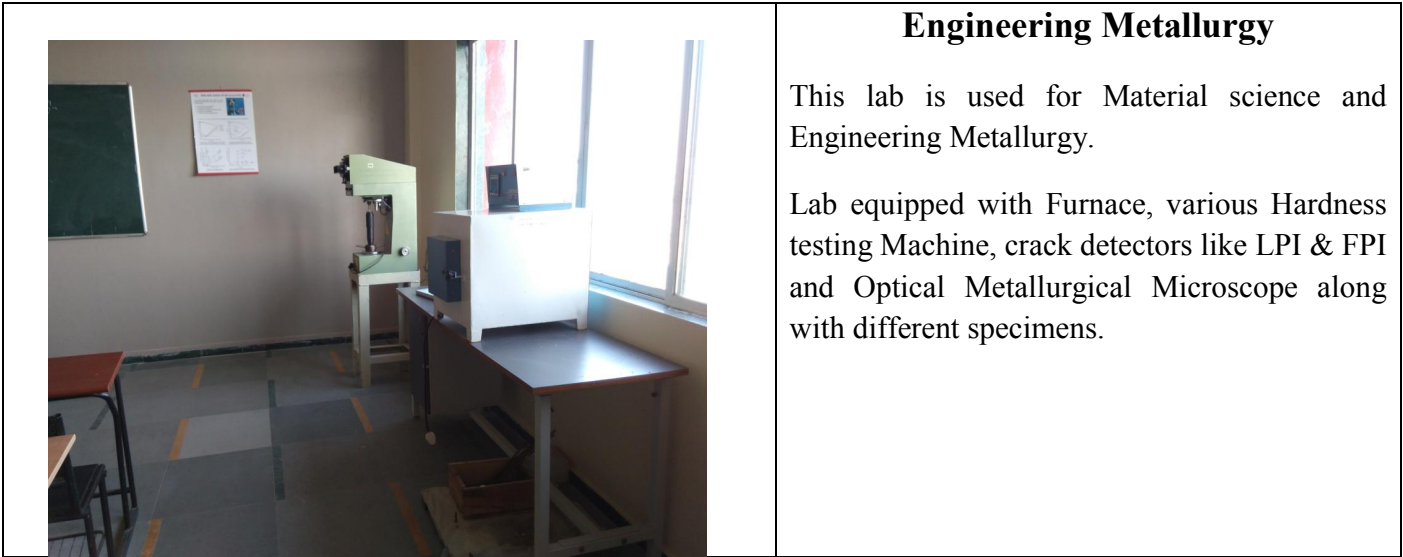 Engineering Metallurgy
This lab is used for Material science and
Engineering Metallurgy.
Lab equipped with Furnace, various Hardness
testing Machine, crack detectors like LPI & FPI
and Optical Metallurgical Microscope along
with different specimens.